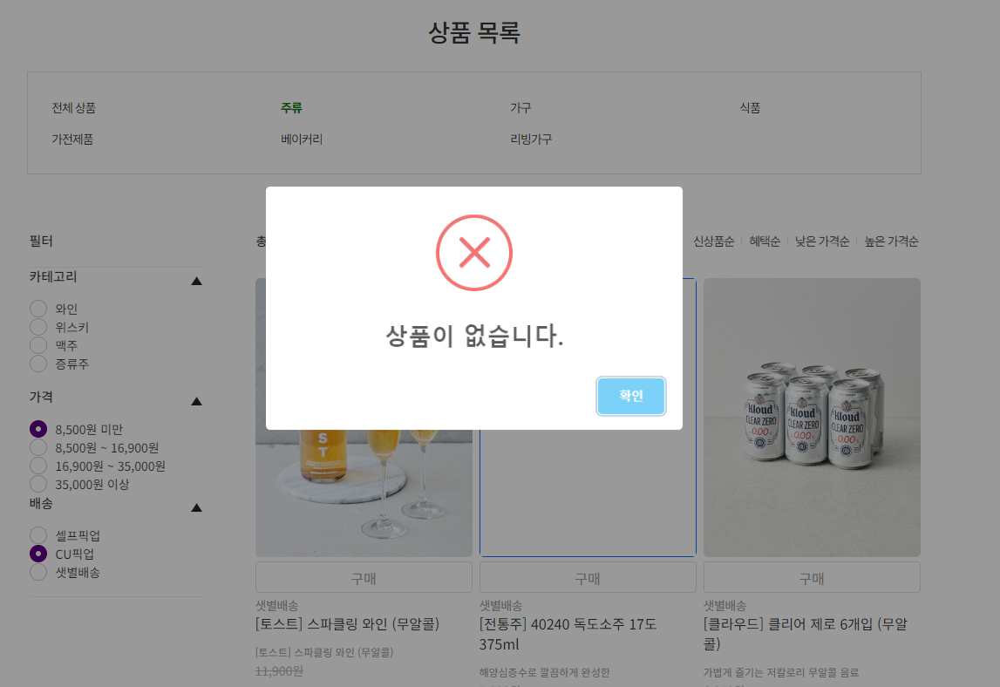 상품 목록
전체 상품 주류 가구 식품
가전제품 베이커리 리빙가구
필터
총
신상품순 혜택순 낮은 가격순 높은 가격순
카테고리
와인
위스키
맥주
증류주
가격
8,500원 미만
8,500원 ~ 16,900원
16,900원 ~ 35,000원
35,000원 이상
배송
셀프픽업
CU픽업
샛별배송
상품이 없습니다.
확인
ST
Kloud Kloud Kloud
CLEAR ZERO CLEAR ZERO CLEAR ZERO
0.00 0.00 0.00
구매 구매 구매
샛별배송
[토스트] 스파클링 와인 (무알콜)
[토스트] 스파클링 와인 (무알콜)
11,900원
샛별배송
[전통주] 40240 독도소주 17도
375ml
해양심층수로 깔끔하게 완성한
샛별배송
[클라우드] 클리어 제로 6개입 (무알
콜)
가볍게 즐기는 저칼로리 무알콜 음료